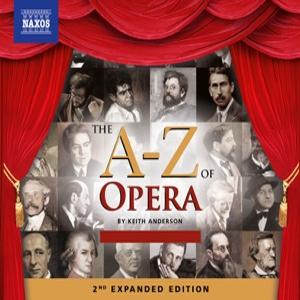 NAXOS
THE
A-Z
OF
OPERA
BY KEITH ANDERSON
2ND EXPANDED EDITION